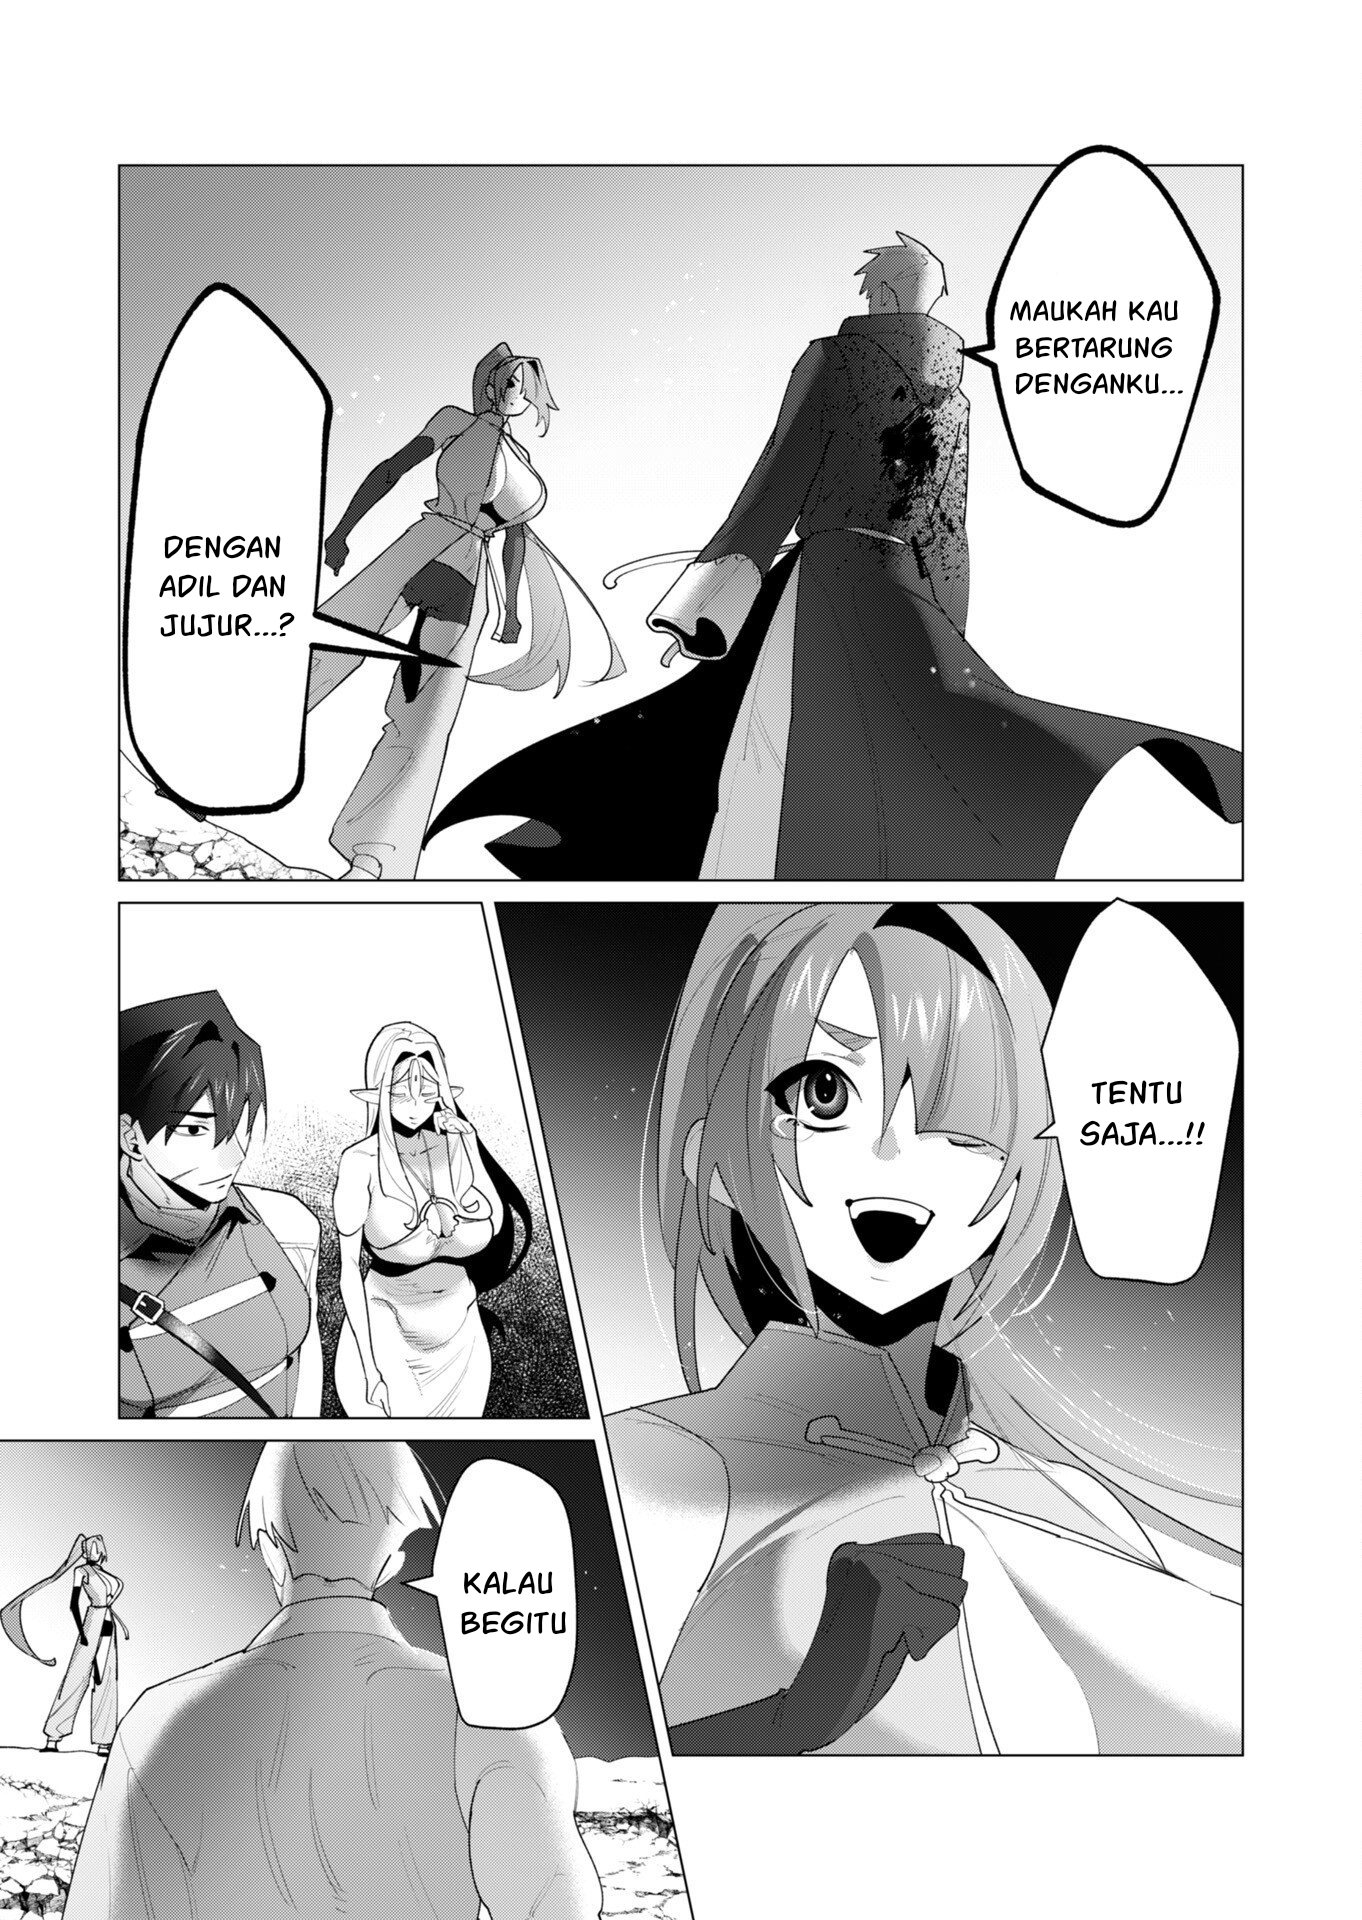 MAUKAH KAU
BERTARUNG
DENGANKU...
DENGAN
ADIL DAN
JUJUR...?
TENTU
SAJA...!!
KALAU
BEGITU